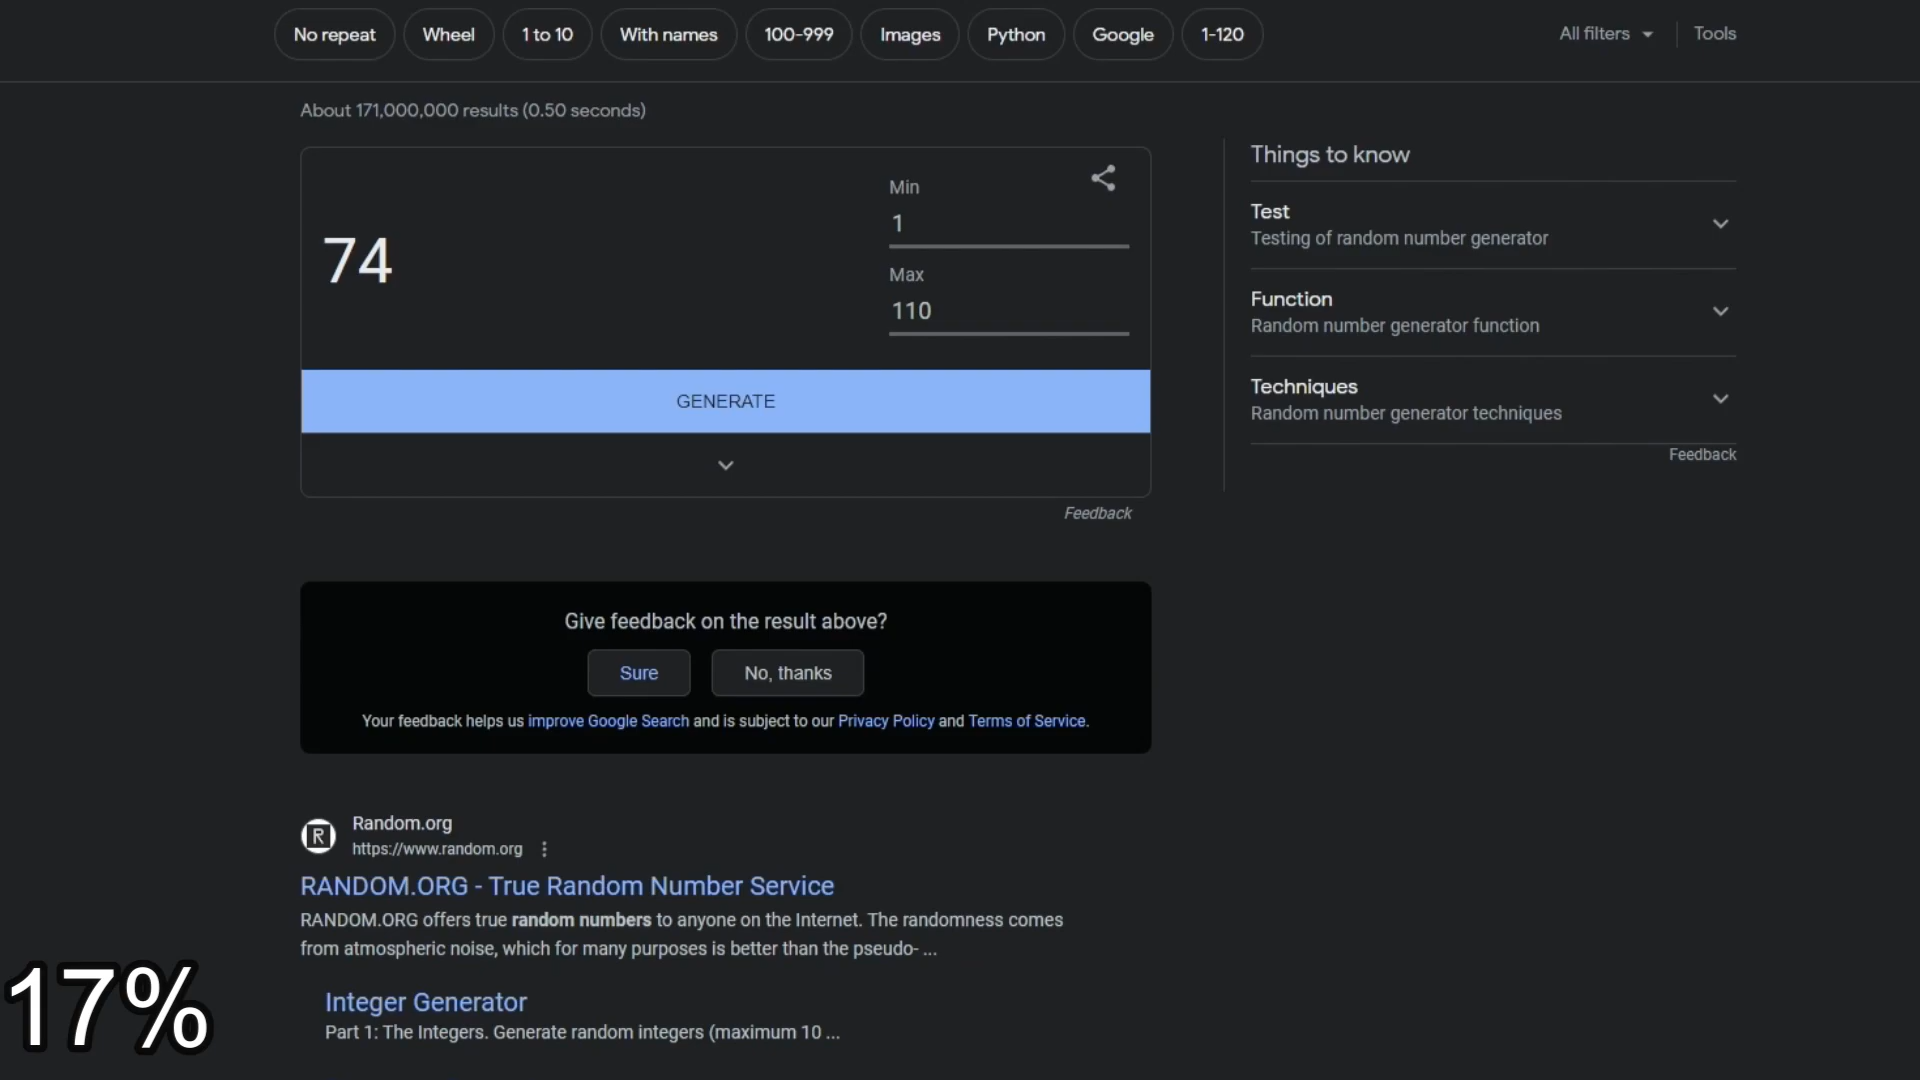 No repeat Wheel 1 to 10 With names 100-999 Images Python Google 1-120 All filters Tools
About 171,000,000 results (0.50 seconds)
74
Min
1
Max
110
GENERATE
Feedback
Things to know
Test
Testing of random number generator
Function
Random number generator function
Techniques
Random number generator techniques
Feedback
Give feedback on the result above?
Sure No, thanks
Your feedback helps us improve Google Search and is subject to our Privacy Policy and Terms of Service.
R
Random.org
https://www.random.org
RANDOM.ORG - True Random Number Service
RANDOM.ORG offers true random numbers to anyone on the Internet. The randomness comes
from atmospheric noise, which for many purposes is better than the pseudo- ...
Integer Generator
Part 1: The Integers. Generate random integers (maximum 10 ...
17%